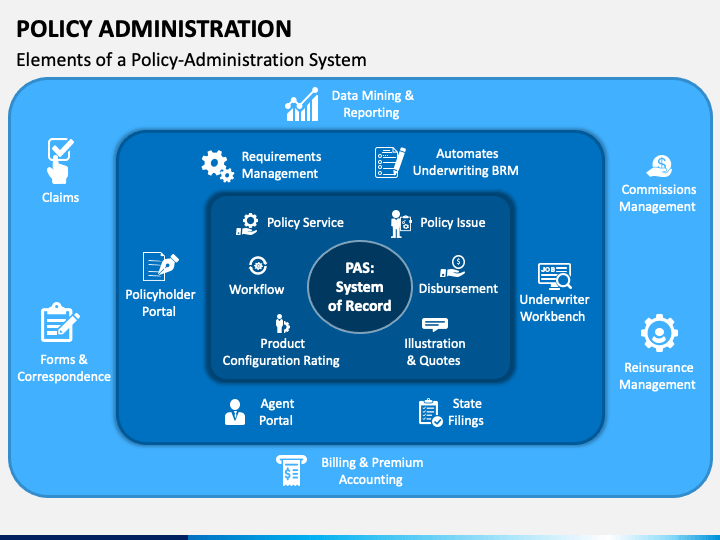 POLICY ADMINISTRATION
Elements of a Policy-Administration System
Data Mining &
Reporting
Claims
Requirements
Management
Automates
Underwriting BRM
Commissions
Management
Policy Service
Policy Issue
PAS:
System
of Record
Workflow
Disbursement
Policyholder
Portal
JOB
Underwriter
Workbench
Product
Configuration Rating
Illustration
& Quotes
Forms &
Correspondence
Reinsurance
Management
Agent
Portal
State
Filings
Billing & Premium
Accounting